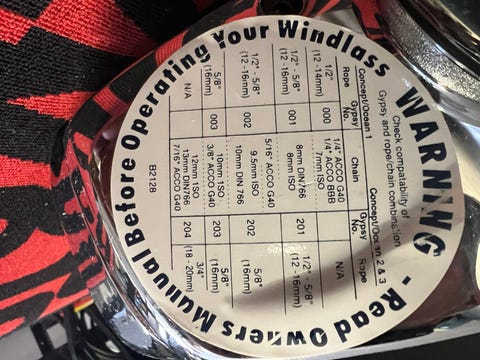 WARNING - Read Owners Manual Before Operating Your Windlass
Check compatability of
Gypsy and rope/chain combination
Concept/Ocean 1 Concept/Ocean 2 & 3
Rope Gypsy No. Chain Gypsy No. Rope
1/2" 000 1/4" ACCO G40 N/A
(12-14mm) 1/4" ACCO BBB
7mm ISO
1/2" - 5/8" 001 8mm DIN766 201 1/2" - 5/8"
(12 -16mm) 8mm ISO (12 -16mm)
1/2" - 5/8" 002 5/16" ACCO G40 202 5/8"
(12 -16mm) 9.5mm ISO (16mm)
10mm DIN 766
5/8" 003 10mm ISO 203 5/8"
(16mm) 3/8" ACCO G40 (16mm)
N/A 12mm ISO 204 3/4"
13mm DIN766 (18 - 20mm)
7/16" ACCO G40
B2128